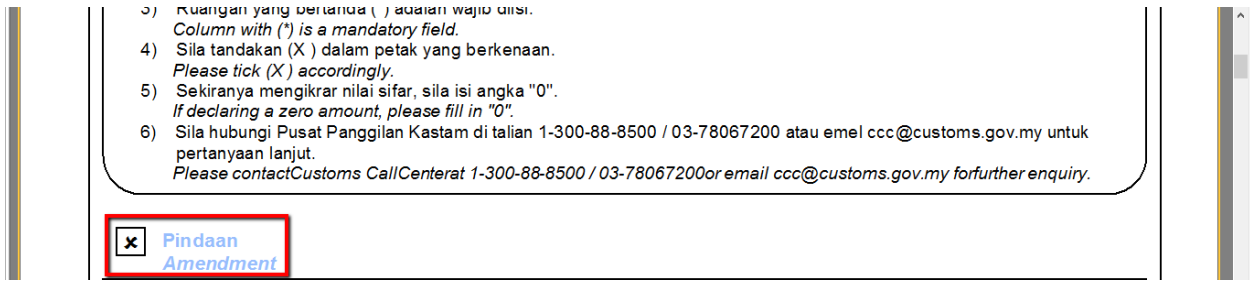 3) Ruangan yang bertanda ( ) adalah wajib diisi.
Column with (*) is a mandatory field.
4) Sila tandakan (X ) dalam petak yang berkenaan.
Please tick (X ) accordingly.
5) Sekiranya mengikrar nilai sifar, sila isi angka "0".
If declaring a zero amount, please fill in "0".
6) Sila hubungi Pusat Panggilan Kastam di talian 1-300-88-8500 / 03-78067200 atau emel ccc@customs.gov.my untuk
pertanyaan lanjut.
Please contactCustoms CallCenterat 1-300-88-8500 / 03-78067200or email ccc@customs.gov.my forfurther enquiry.
x Pindaan
Amendment